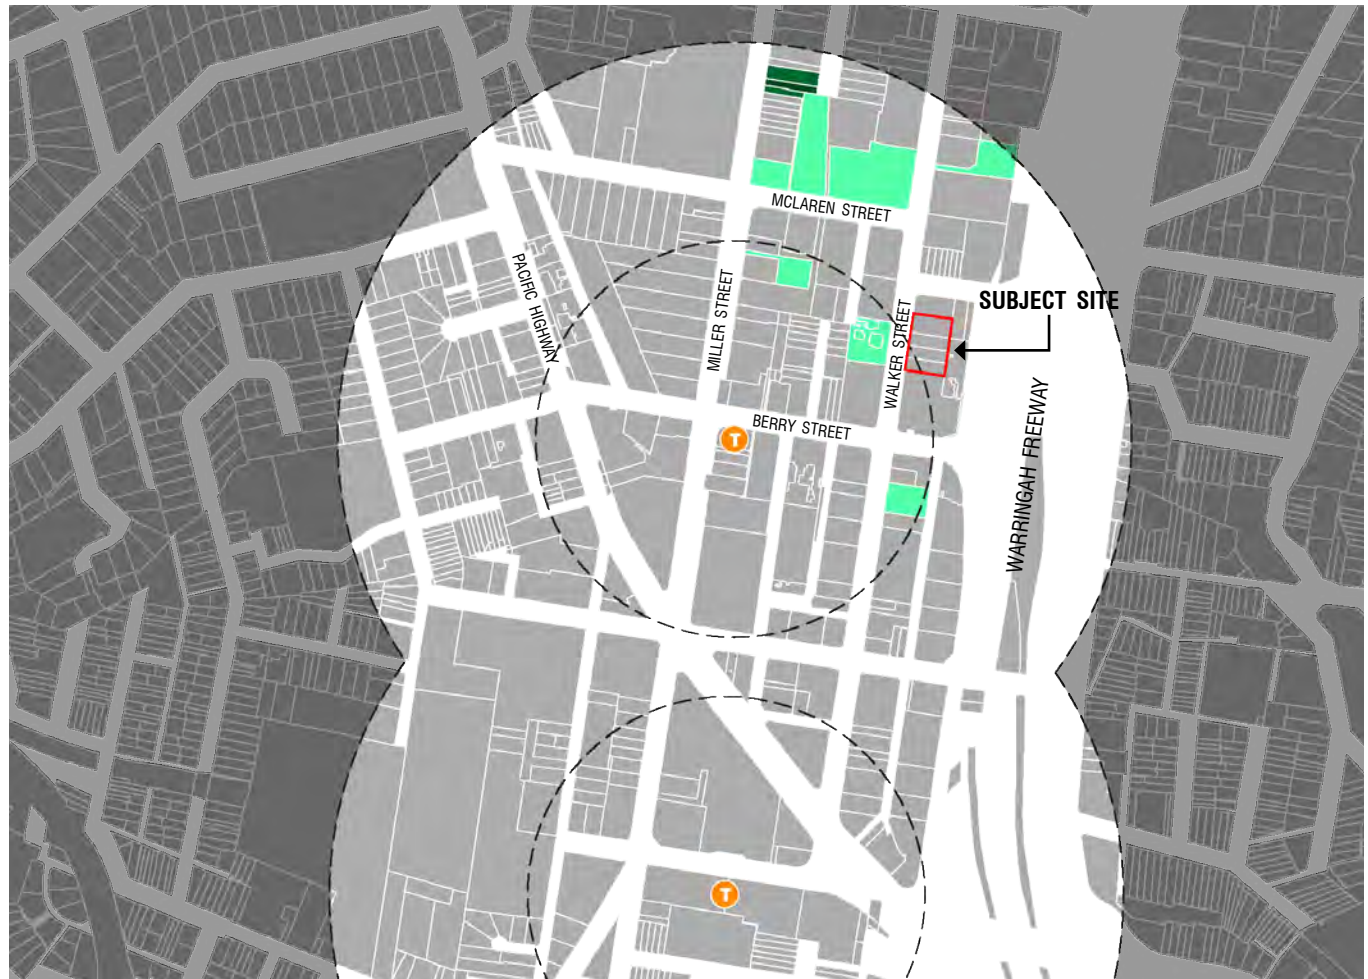 MCLAREN STREET
PACIFIC HIGHWAY
MILLER STREET
SUBJECT SITE
WALKER STREET
BERRY STREET
T
WARRINGAH FREEWAY
T